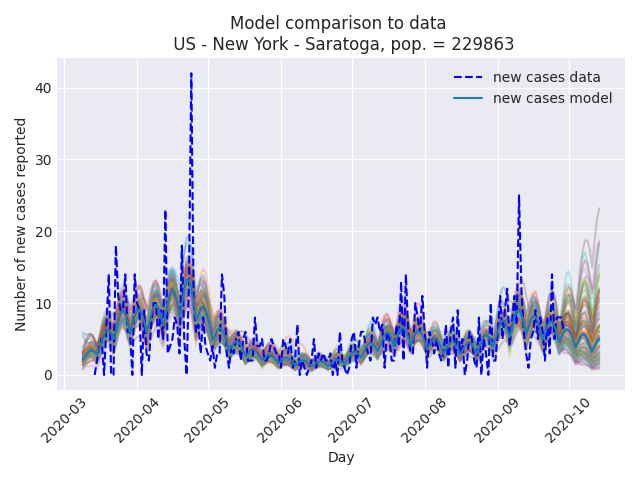 Model comparison to data
US - New York - Saratoga, pop. = 229863
new cases data
new cases model
Number of new cases reported
40
30
20
10
0
2020-03
2020-04
2020-05
2020-06
2020-07
2020-08
2020-09
2020-10
Day